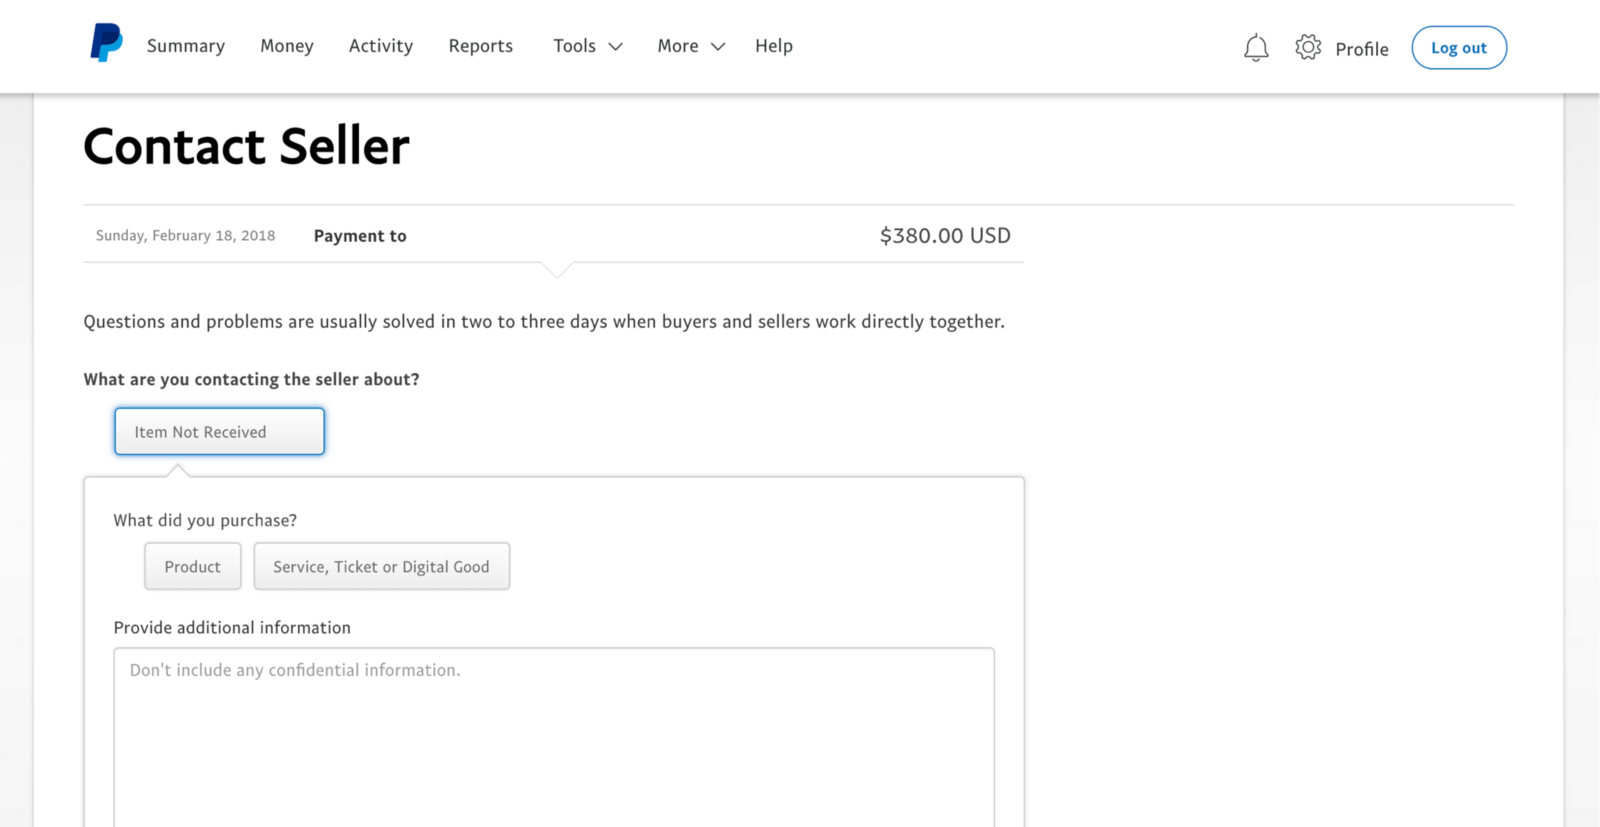 Summary Money Activity Reports Tools More Help Profile Log out
Contact Seller
Sunday, February 18, 2018 Payment to $380.00 USD
Questions and problems are usually solved in two to three days when buyers and sellers work directly together.
What are you contacting the seller about?
Item Not Received
What did you purchase?
Product Service, Ticket or Digital Good
Provide additional information
Don't include any confidential information.